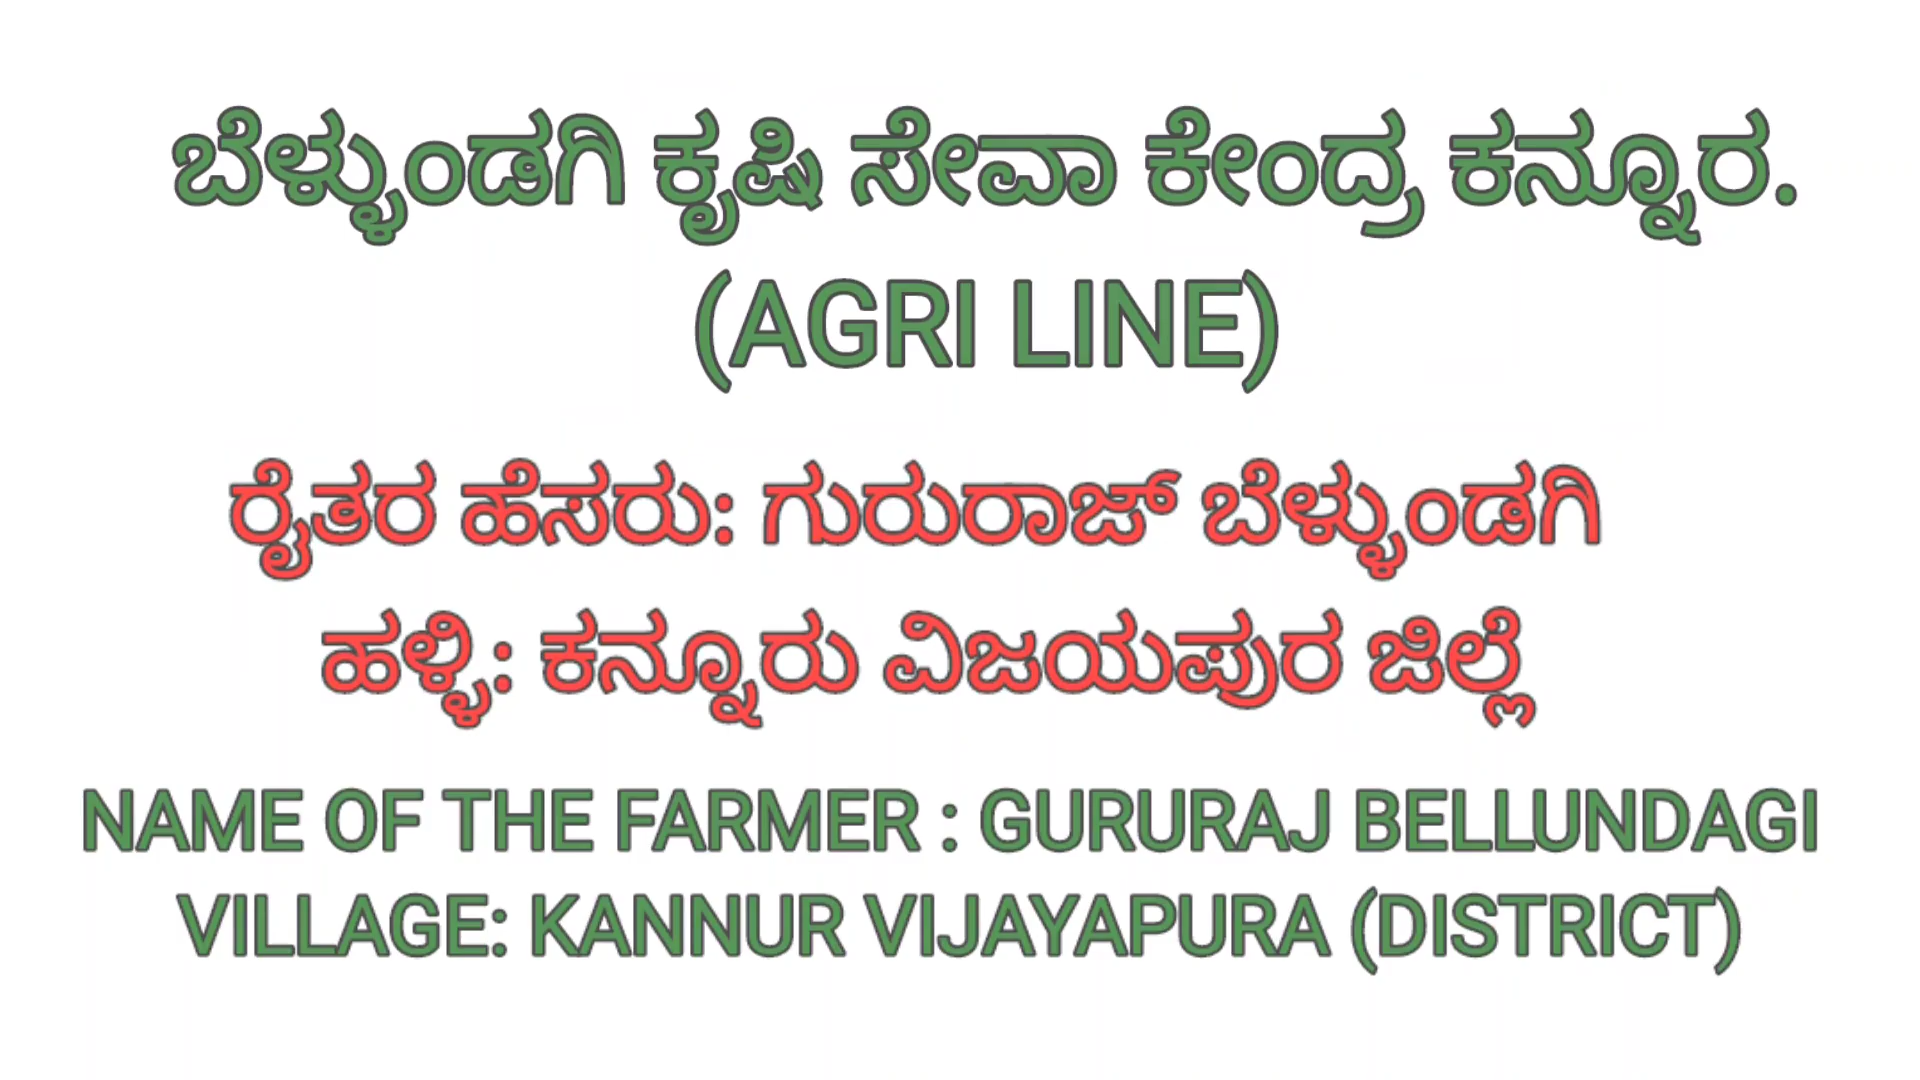 ಬೆಳ್ಳುಂಡಗಿ ಕೃಷಿ ಸೇವಾ ಕೇಂದ್ರ ಕನ್ನೂರ.
(AGRI LINE)
ರೈತರ ಹೆಸರು: ಗುರುರಾಜ್ ಬೆಳ್ಳುಂಡಗಿ
ಹಳ್ಳಿ: ಕನ್ನೂರು ವಿಜಯಪುರ ಜಿಲ್ಲೆ
NAME OF THE FARMER : GURURAJ BELLUNDAGI
VILLAGE: KANNUR VIJAYAPURA (DISTRICT)